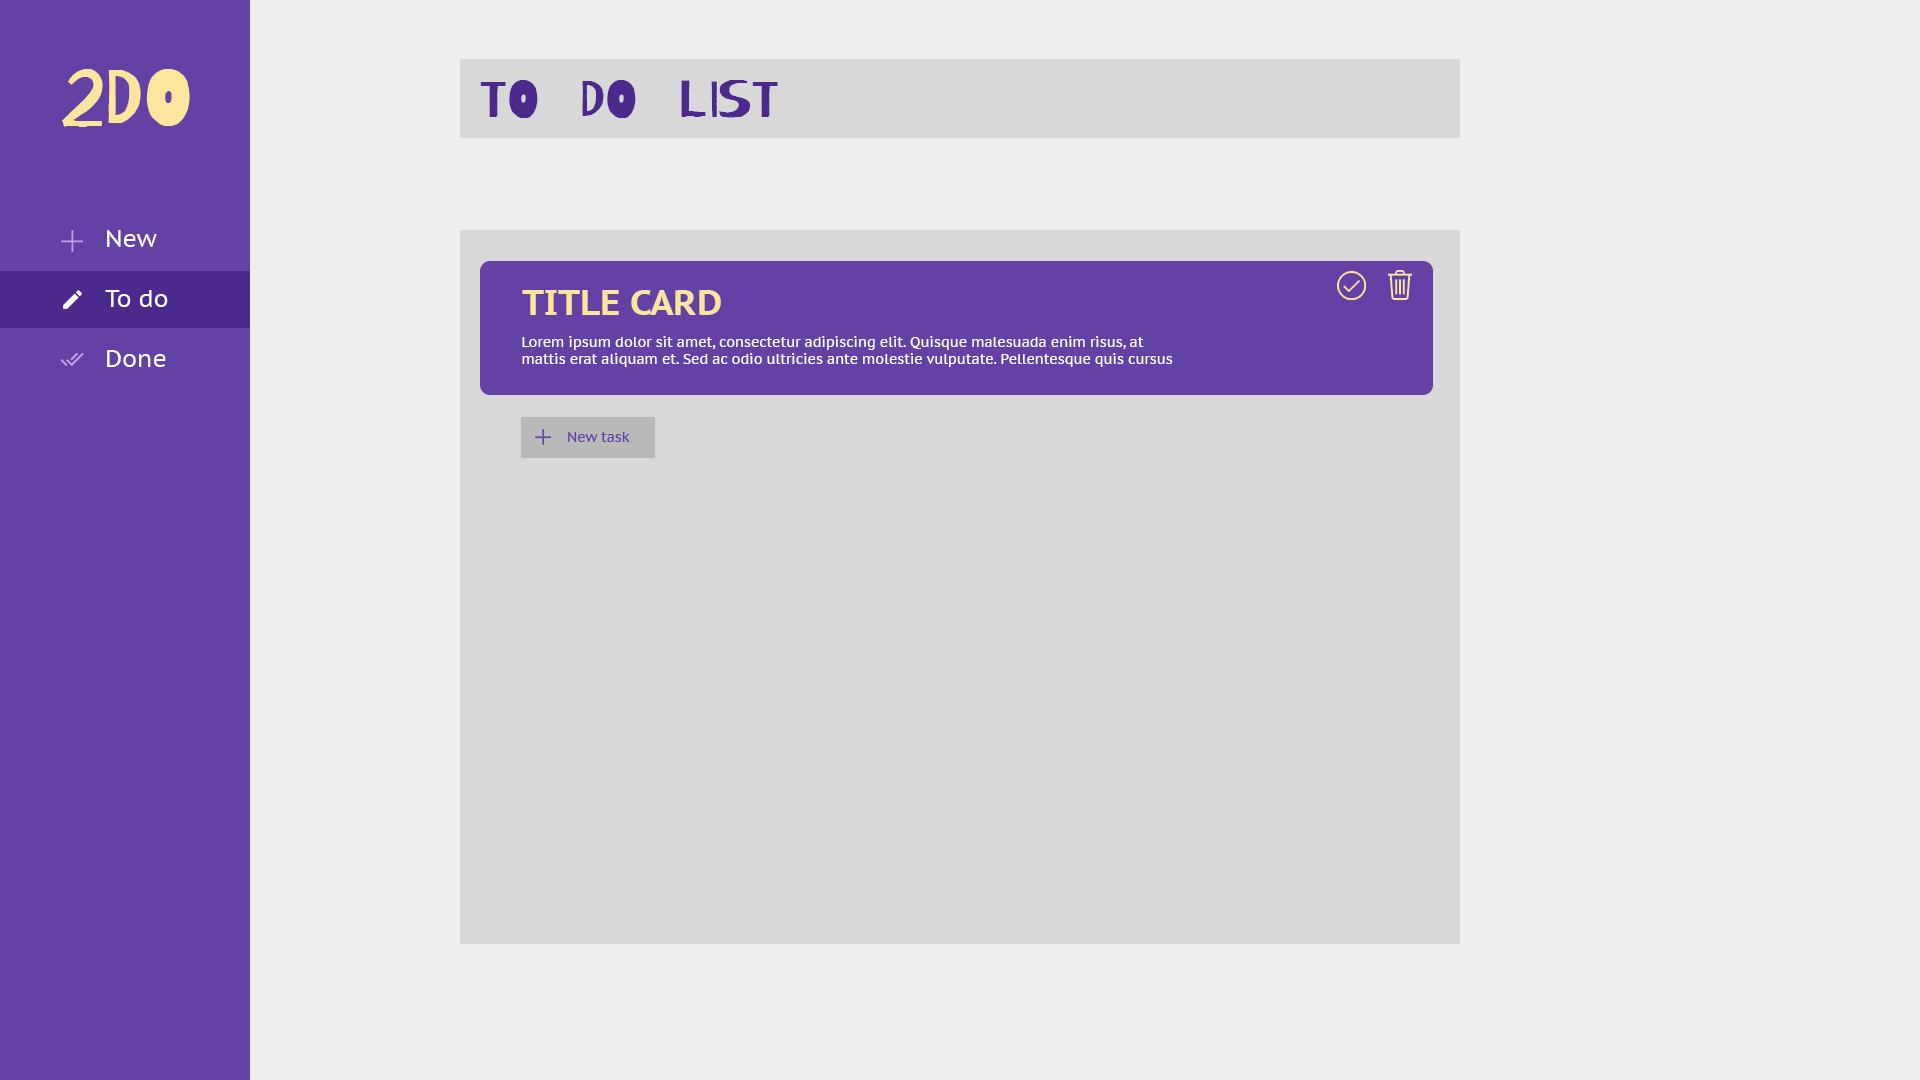 2DO
New
To do
Done
TO DO LIST
TITLE CARD
Lorem ipsum dolor sit amet, consectetur adipiscing elit. Quisque malesuada enim risus, at
mattis erat aliquam et. Sed ac odio ultricies ante molestie vulputate. Pellentesque quis cursus
New task